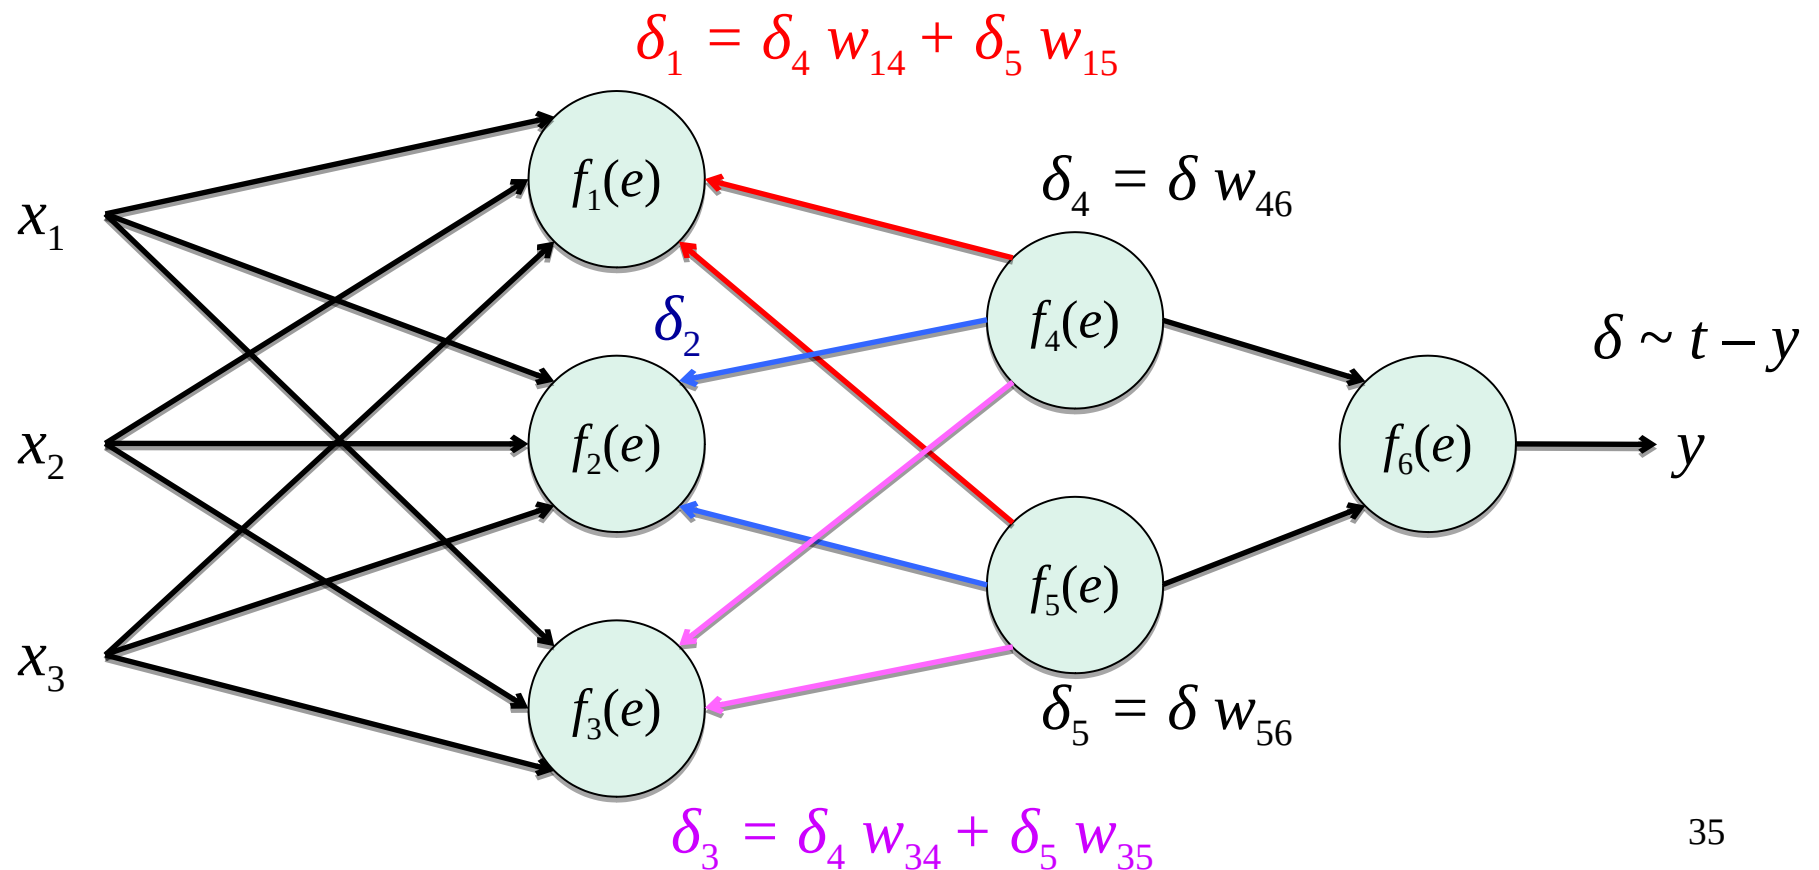 δ₁ = δ₄ w₁₄ + δ₅ w₁₅
f₁(e)
δ₄ = δ w₄₆
x₁
δ₂
f₄(e)
δ ~ t – y
x₂
f₂(e)
f₆(e)
y
f₅(e)
x₃
f₃(e)
δ₅ = δ w₅₆
δ₃ = δ₄ w₃₄ + δ₅ w₃₅
35